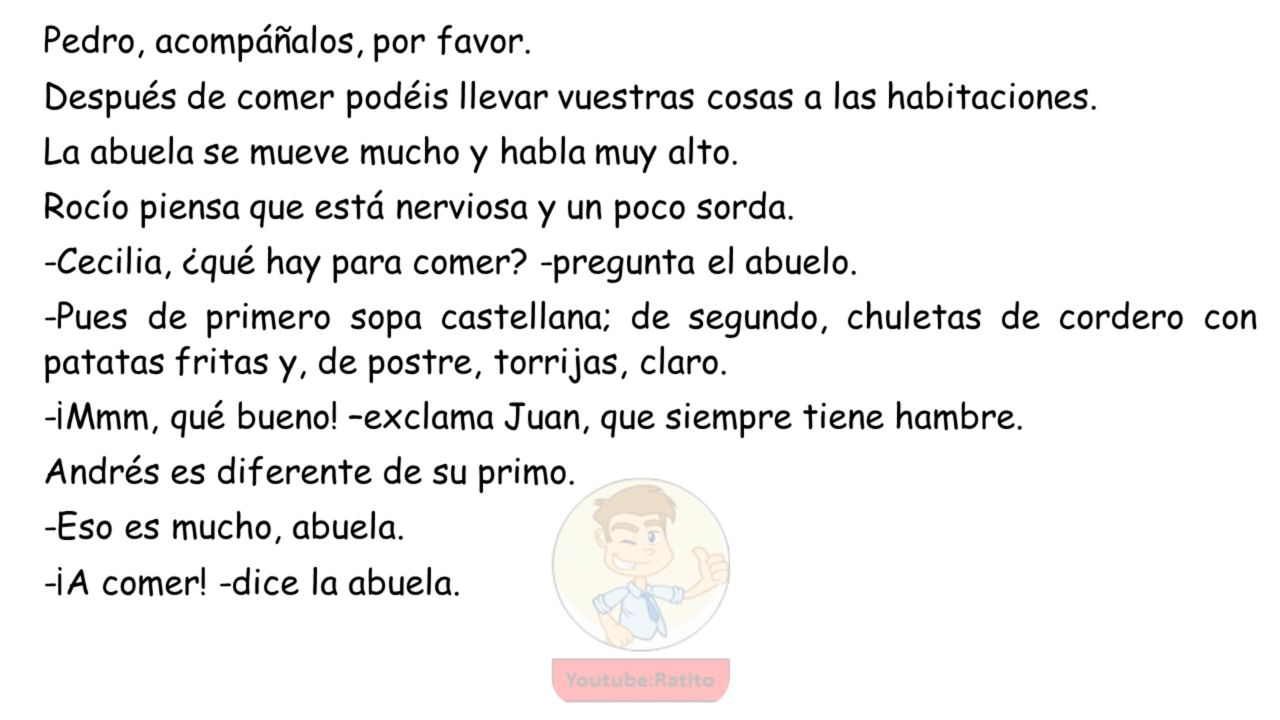 Pedro, acompáñalos, por favor.
Después de comer podéis llevar vuestras cosas a las habitaciones.
La abuela se mueve mucho y habla muy alto.
Rocío piensa que está nerviosa y un poco sorda.
-Cecilia, ¿qué hay para comer? -pregunta el abuelo.
-Pues de primero sopa castellana; de segundo, chuletas de cordero con
patatas fritas y, de postre, torrijas, claro.
-¡Mmm, qué bueno! –exclama Juan, que siempre tiene hambre.
Andrés es diferente de su primo.
-Eso es mucho, abuela.
-¡A comer! -dice la abuela.
Youtube:Ratito